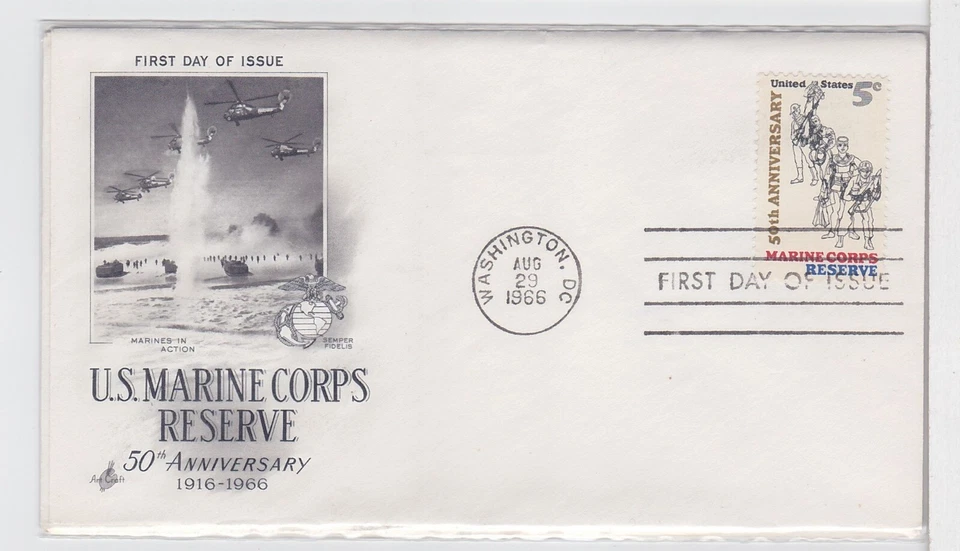 FIRST DAY OF ISSUE
MARINES IN
ACTION
SEMPER
FIDELIS
U.S. MARINE CORPS
RESERVE
50th ANNIVERSARY
1916-1966
Art Craft
WASHINGTON. DC
AUG
29
1966
United States 5c
50th ANNIVERSARY
MARINE CORPS
RESERVE
FIRST DAY OF ISSUE